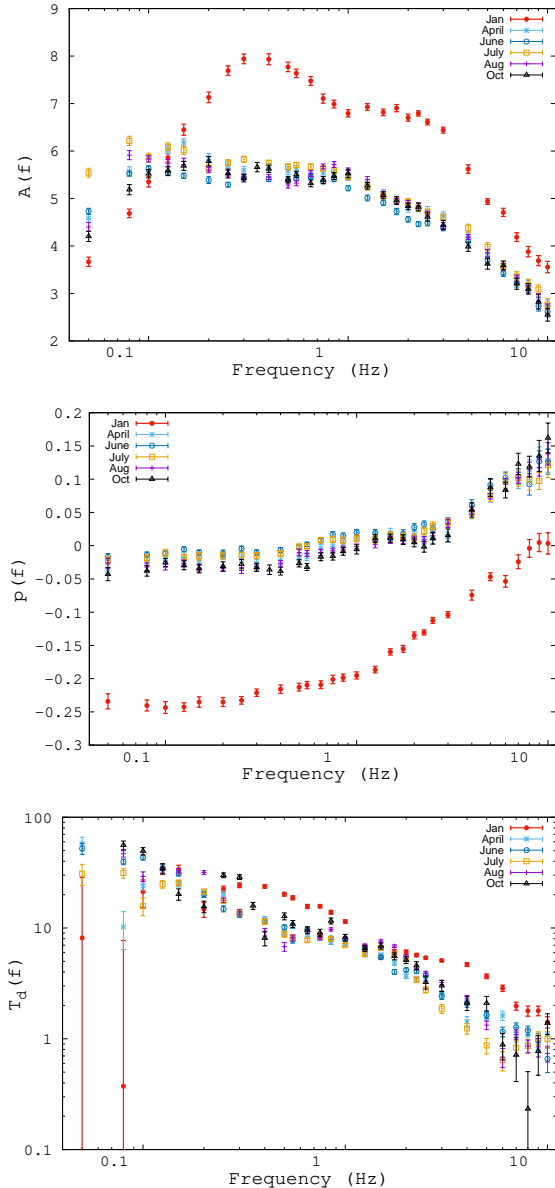 9
8
7
6
5
4
3
2
A(f)
Jan
April
June
July
Aug
Oct
0.1
1
10
Frequency (Hz)
0.2
0.15
0.1
0.05
0
−0.05
−0.1
−0.15
−0.2
−0.25
−0.3
p(f)
Jan
April
June
July
Aug
Oct
0.1
1
10
Frequency (Hz)
100
10
1
0.1
Td(f)
Jan
April
June
July
Aug
Oct
0.1
1
10
Frequency (Hz)